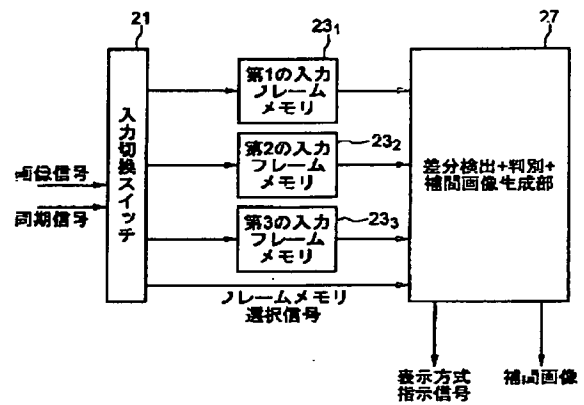 21
23₁
27
第1の入力
フレーム
メモリ
入力切換スイッチ
23₂
画像信号
同期信号
第2の入力
フレーム
メモリ
差分検出+判別+
補間画像生成部
23₃
第3の入力
フレーム
メモリ
フレームメモリ
選択信号
表示方式
指示信号
補間画像